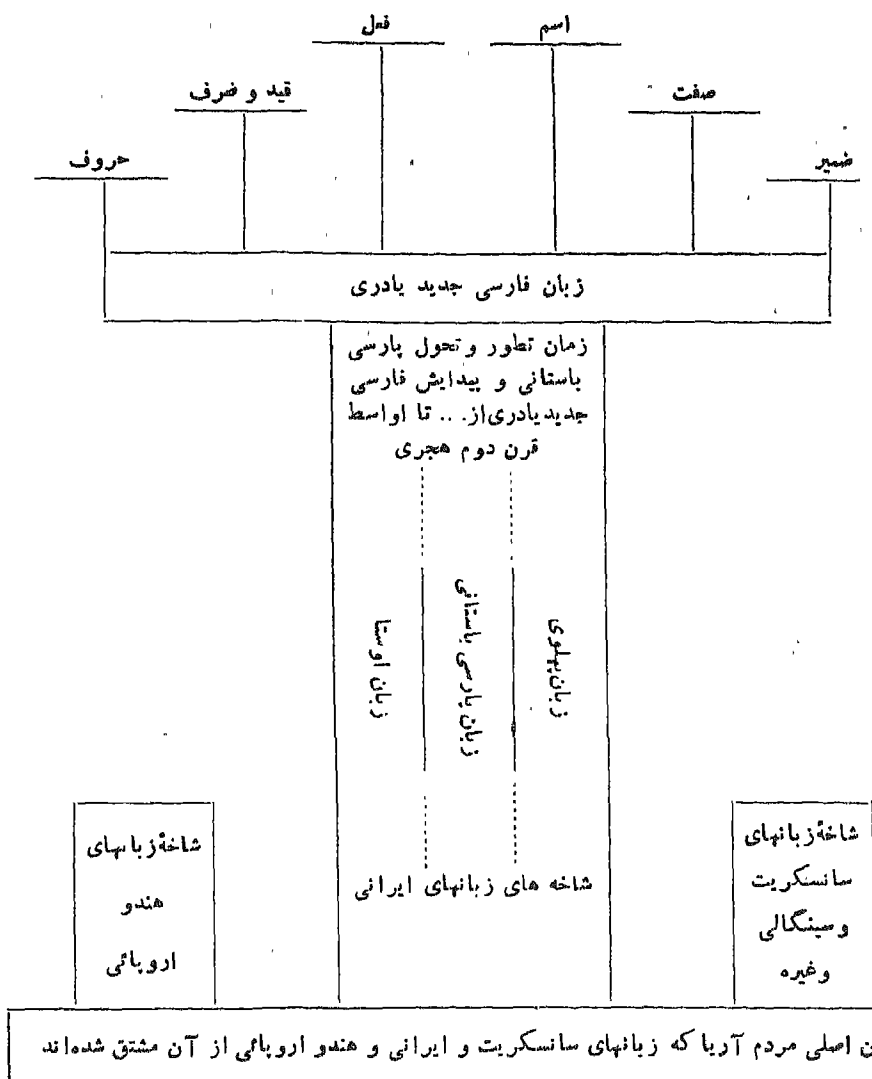 فعل
اسم
قید و ضرف
صفت
حروف
ضمیر
زبان فارسی جدید یادری
زمان تطور و تحول پارسی
باستانی و پیدایش فارسی
جدید یادری از... تا اواسط
قرن دوم هجری
زبان پهلوی
زبان پارسی باستانی
زبان اوستا
شاخه های زبانهای ایرانی
شاخهٔ زبانهای
سانسکریت
وسینگالی
وغیره
شاخهٔ زبانهای
هندو
اروپائی
ن اصلی مردم آریا که زبانهای سانسکریت و ایرانی و هندو اروپائی از آن مشتق شده‌اند